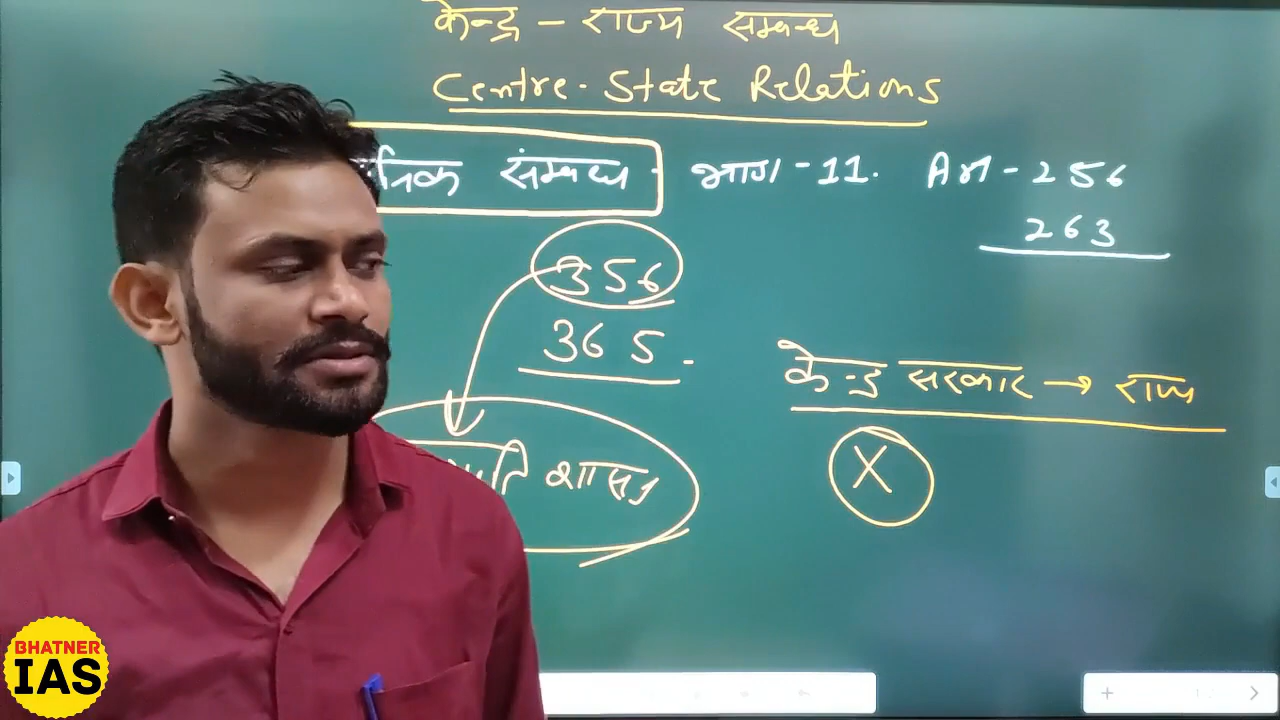 केन्द्र - राज्य सम्बन्ध
Centre-State Relations
संम्बन्ध भाग-11. Art-256
263
356
365
केन्द्र सरकार → राज्य
X
शासन
BHATNER
IAS